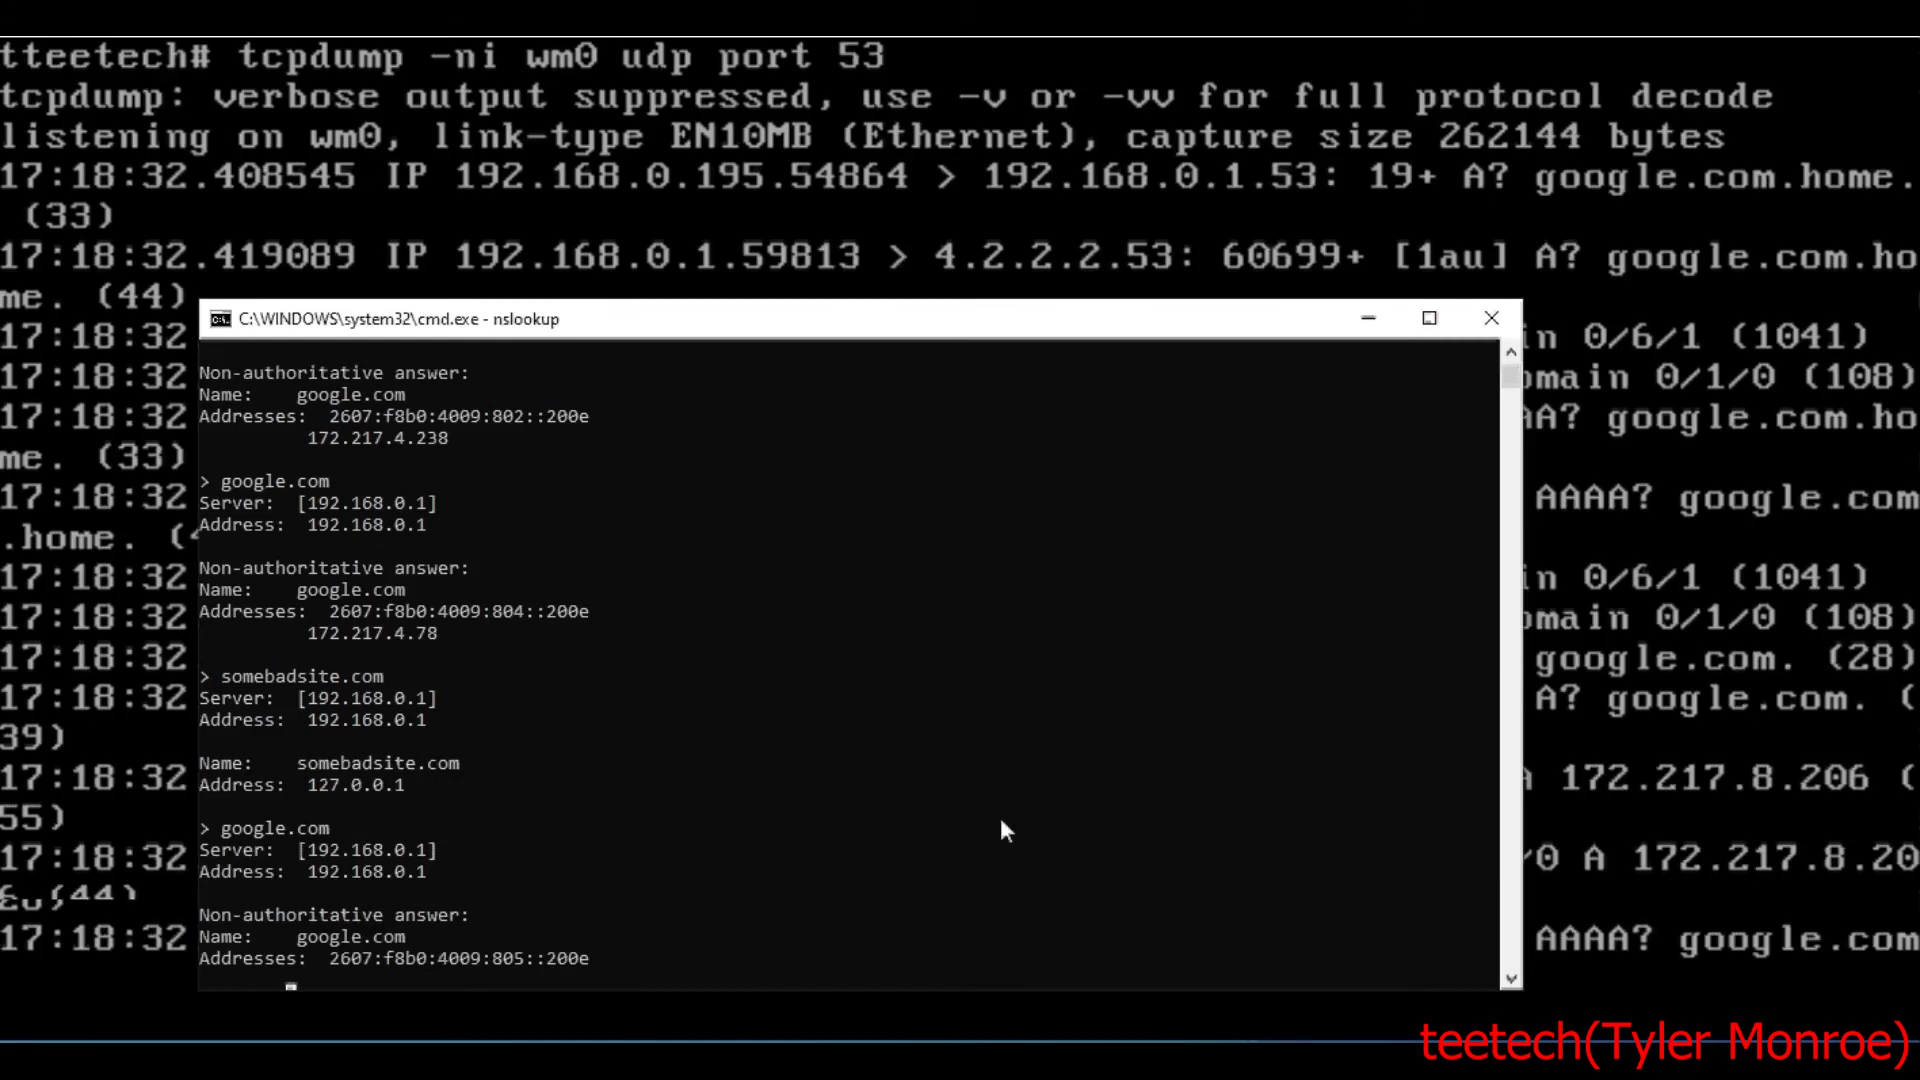 tteetech# tcpdump -ni wm0 udp port 53
tcpdump: verbose output suppressed, use -v or -vv for full protocol decode
listening on wm0, link-type EN10MB (Ethernet), capture size 262144 bytes
17:18:32.408545 IP 192.168.0.195.54864 > 192.168.0.1.53: 19+ A? google.com.home.
(33)
17:18:32.419089 IP 192.168.0.1.59813 > 4.2.2.2.53: 60699+ [1au] A? google.com.ho
me. (44)
17:18:32 in 0/6/1 (1041)
17:18:32 omain 0/1/0 (108)
17:18:32 AA? google.com.ho
me. (33)
17:18:32 AAAA? google.com
.home. (4
17:18:32 in 0/6/1 (1041)
17:18:32 omain 0/1/0 (108)
17:18:32 google.com. (28)
17:18:32 A? google.com. (
39)
17:18:32 A 172.217.8.206 (
55)
17:18:32 /0 A 172.217.8.20
17:18:32 AAAA? google.com
C:\WINDOWS\system32\cmd.exe - nslookup
Non-authoritative answer:
Name: google.com
Addresses: 2607:f8b0:4009:802::200e
172.217.4.238
> google.com
Server: [192.168.0.1]
Address: 192.168.0.1
Non-authoritative answer:
Name: google.com
Addresses: 2607:f8b0:4009:804::200e
172.217.4.78
> somebadsite.com
Server: [192.168.0.1]
Address: 192.168.0.1
Name: somebadsite.com
Address: 127.0.0.1
> google.com
Server: [192.168.0.1]
Address: 192.168.0.1
Non-authoritative answer:
Name: google.com
Addresses: 2607:f8b0:4009:805::200e
teetech(Tyler Monroe)